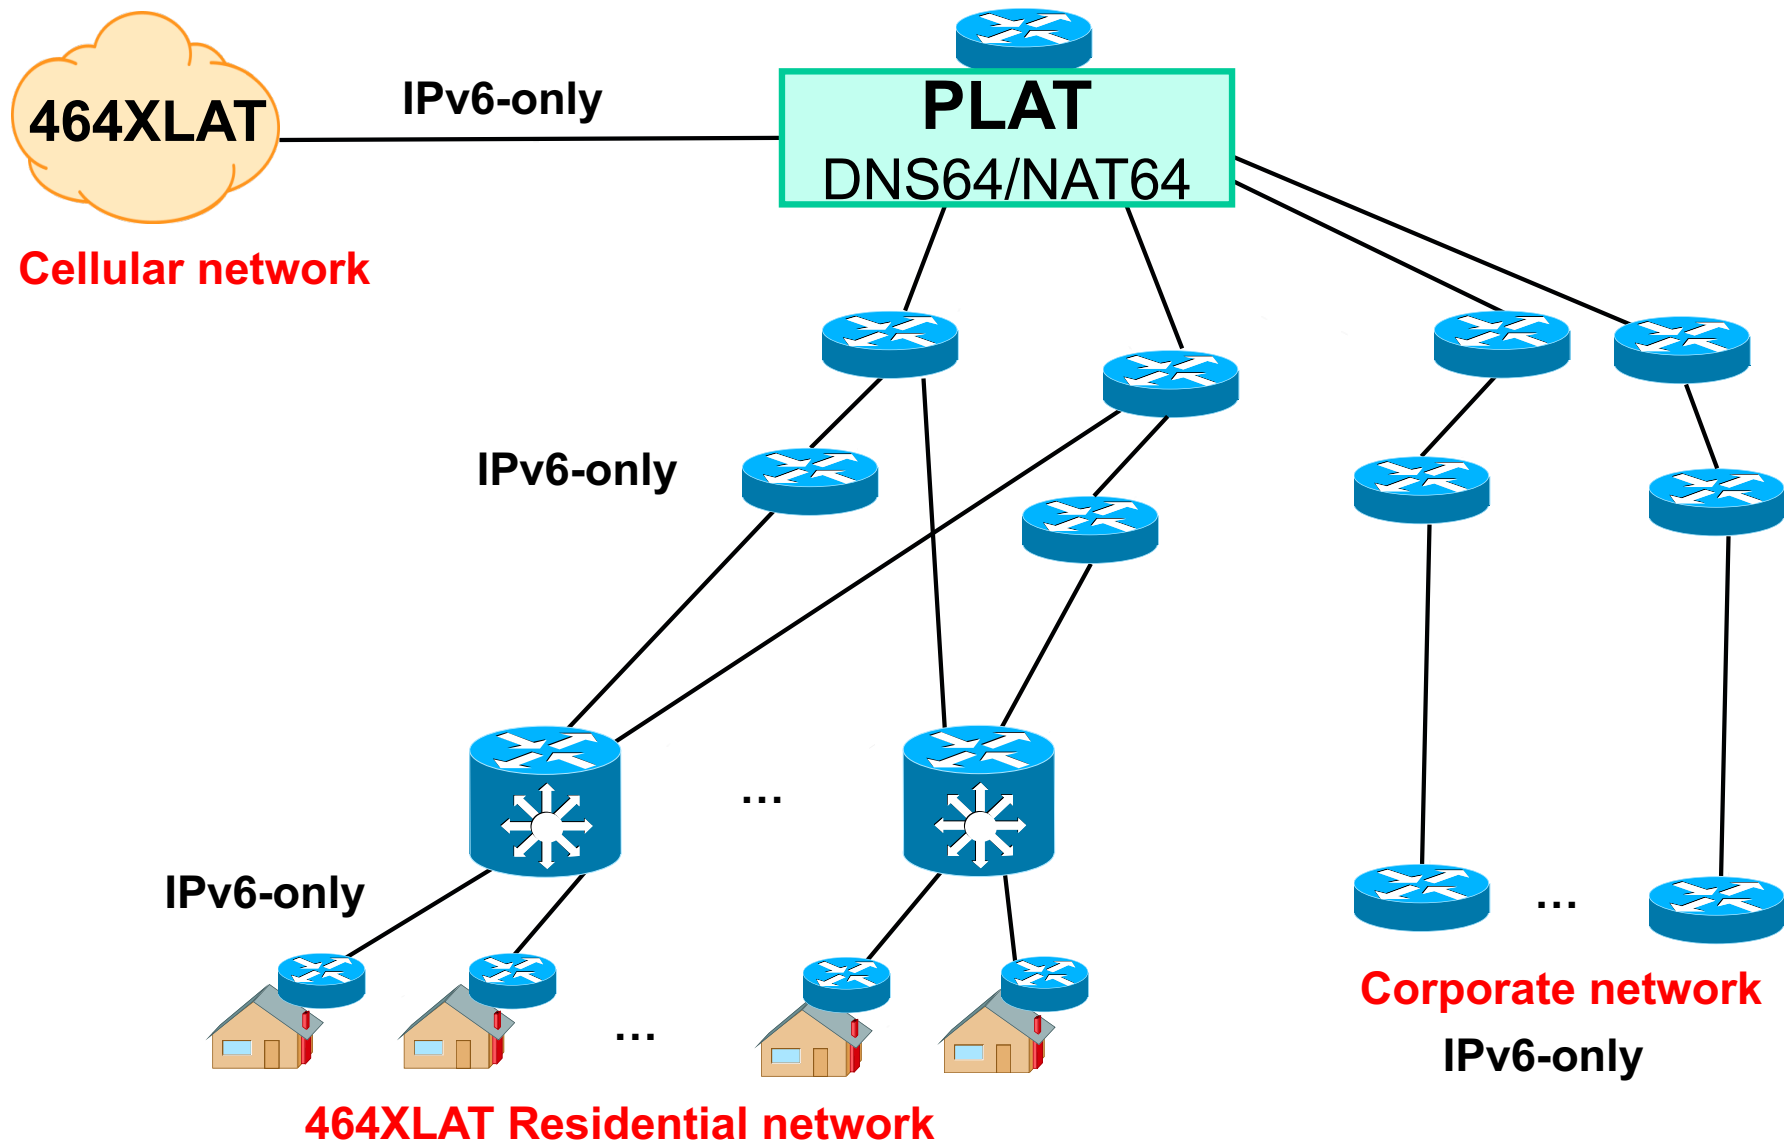 464XLAT
IPv6-only
PLAT
DNS64/NAT64
Cellular network
IPv6-only
...
IPv6-only
...
...
Corporate network
IPv6-only
464XLAT Residential network